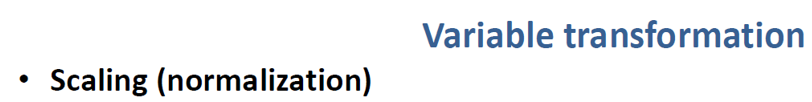 Variable transformation
• Scaling (normalization)